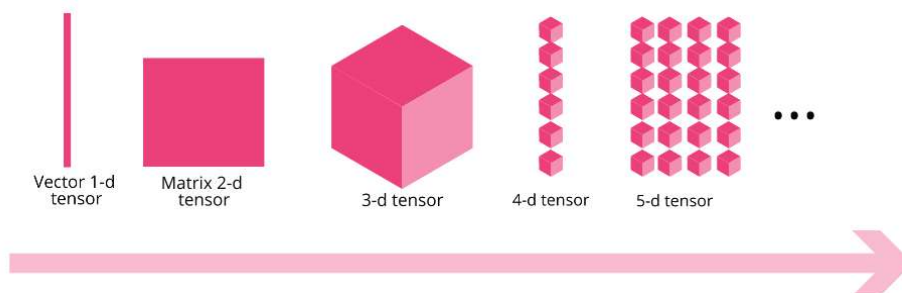 Vector 1-d
tensor
Matrix 2-d
tensor
3-d tensor
4-d tensor
5-d tensor
...